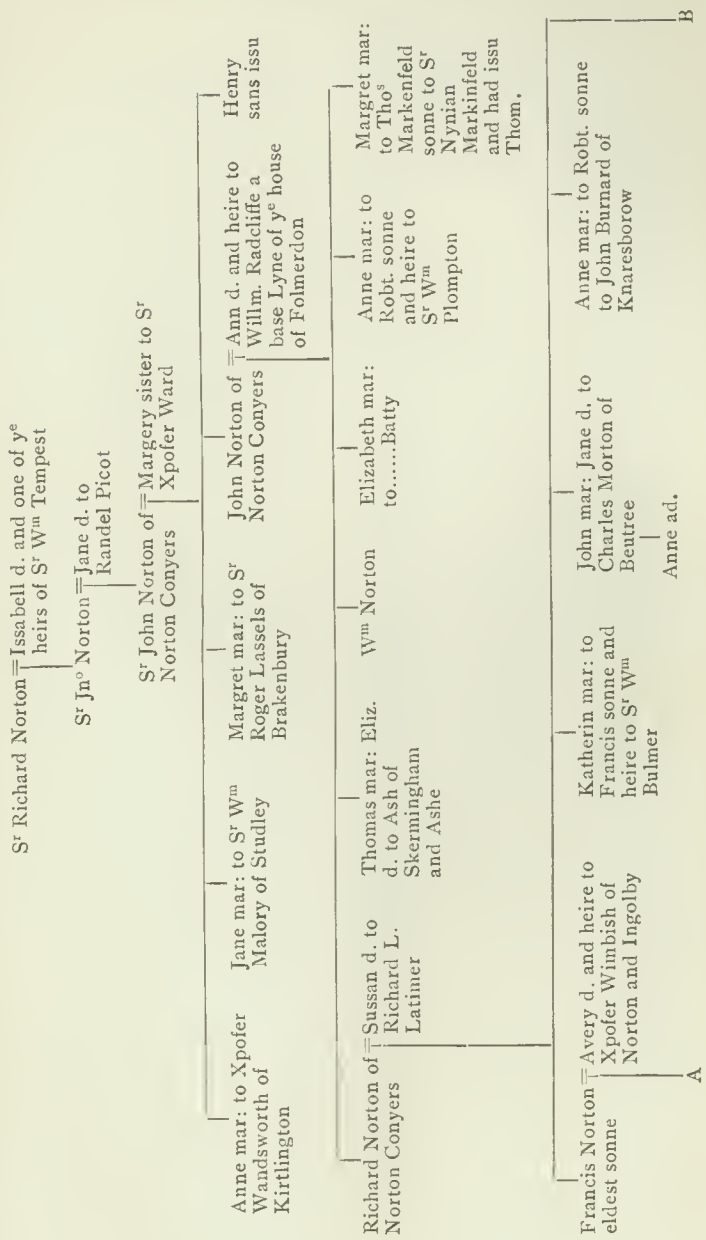 Sʳ Richard Norton = Issabell d. and one of yᵉ
heirs of Sʳ Wᵐ Tempest
Sʳ Jnᵒ Norton = Jane d. to
Randel Picot
Sʳ John Norton of = Margery sister to Sʳ
Norton Conyers Xpofer Ward
Anne mar: to Xpofer
Wandsworth of
Kirtlington
Jane mar: to Sʳ Wᵐ
Malory of Studley
Margret mar: to Sʳ
Roger Lassels of
Brakenbury
John Norton of = Ann d. and heire to
Norton Conyers Willm. Radcliffe a
base Lyne of yᵉ house
of Folmerdon
Henry
sans issu
Richard Norton of = Sussan d. to
Norton Conyers Richard L.
Latimer
Thomas mar: Eliz.
d. to Ash of
Skermingham
and Ashe
Wᵐ Norton
Elizabeth mar:
to......Batty
Anne mar: to
Robt. sonne
and heire to
Sʳ Wᵐ
Plompton
Margret mar:
to Thoˢ
Markenfeld
sonne to Sʳ
Nynian
Markinfeld
and had issu
Thom.
Francis Norton = Avery d. and heire to
eldest sonne Xpofer Wimbish of
Norton and Ingolby
A
Katherin mar: to
Francis sonne and
heire to Sʳ Wᵐ
Bulmer
John mar: Jane d. to
Charles Morton of
Beutree
Anne ad.
Anne mar: to Robt. sonne
to John Burnard of
Knaresborow
B